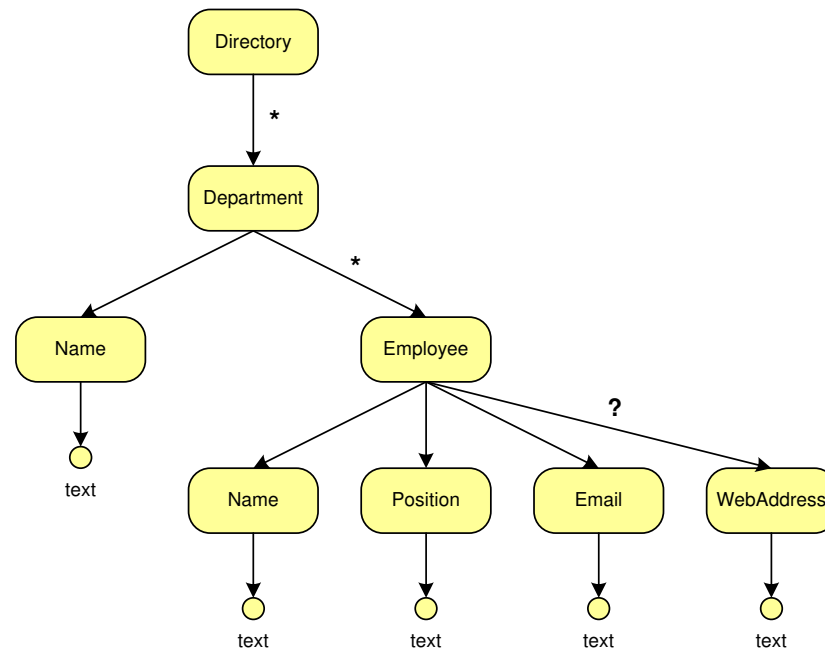 Directory
*
Department
*
Name
Employee
?
text
Name
Position
Email
WebAddress
text
text
text
text